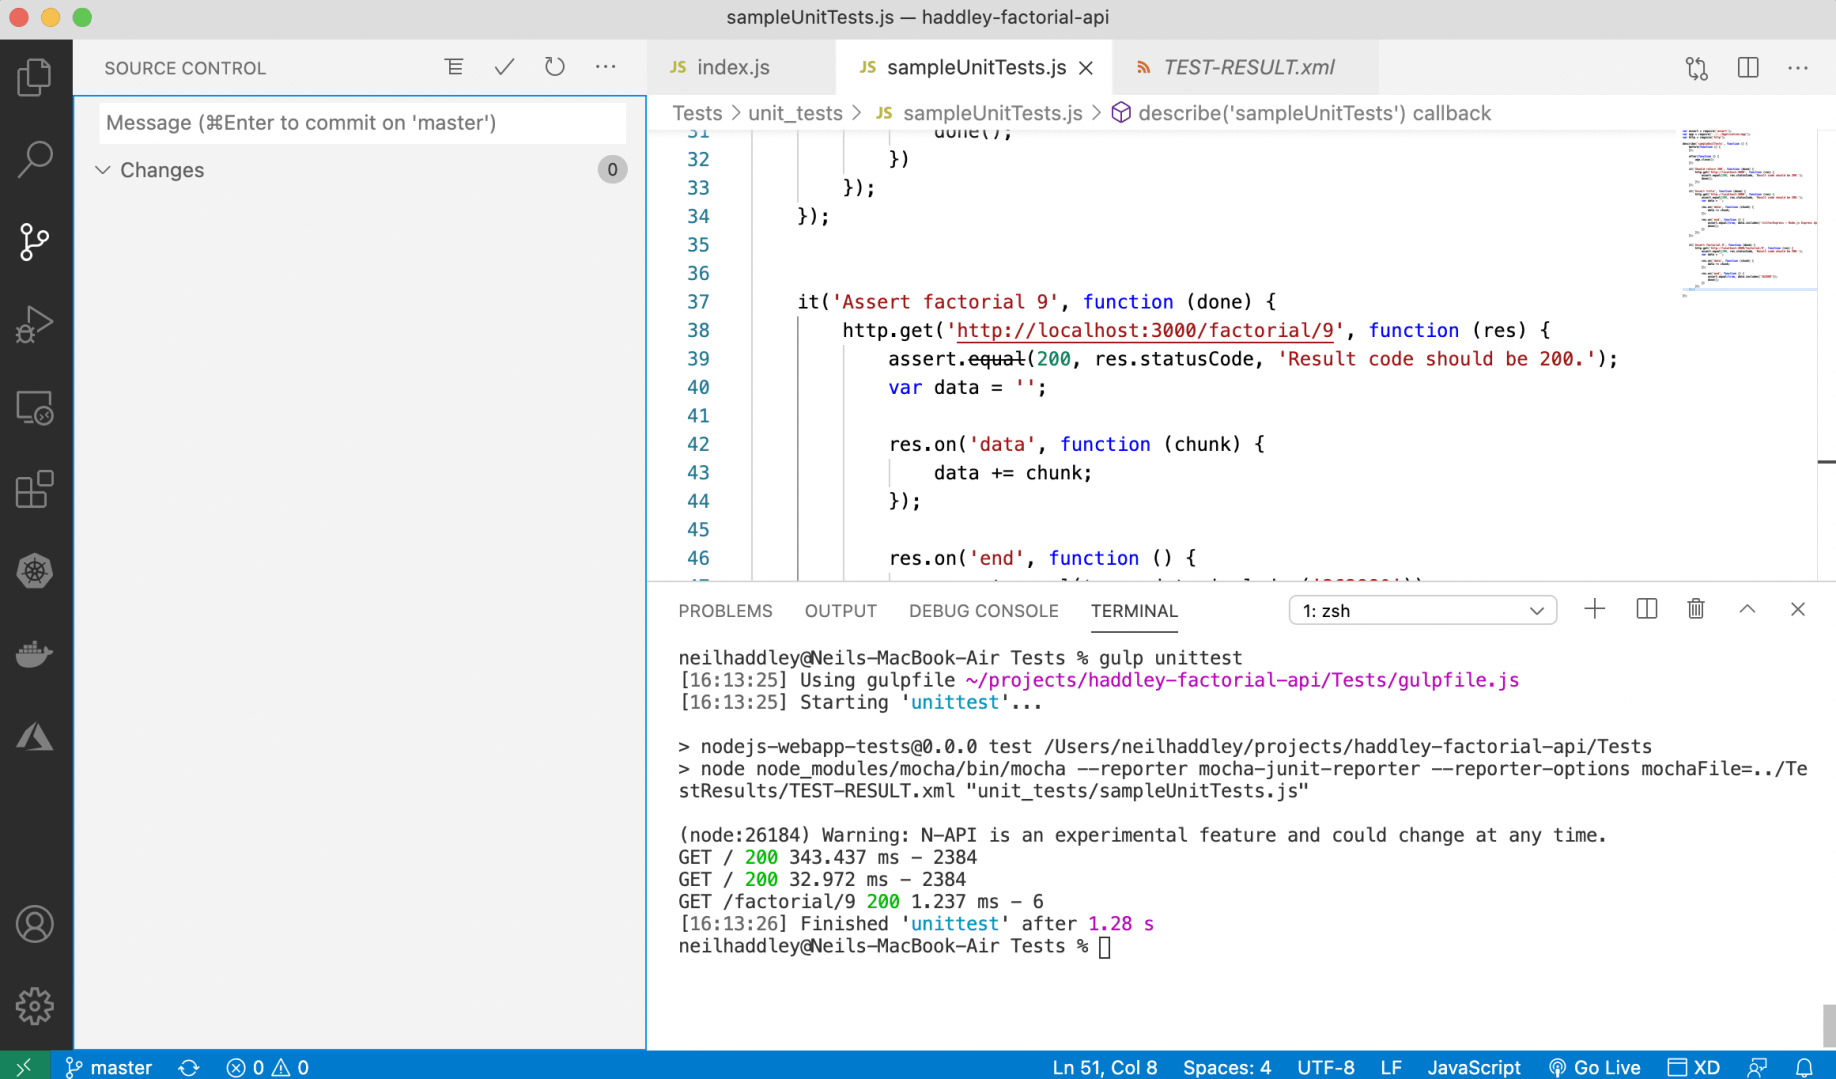 sampleUnitTests.js — haddley-factorial-api
SOURCE CONTROL
Message (⌘Enter to commit on 'master')
Changes
0
JS index.js
JS sampleUnitTests.js
TEST-RESULT.xml
Tests > unit_tests > JS sampleUnitTests.js > describe('sampleUnitTests') callback
31 done();
32 })
33 });
34 });
35
36
37 it('Assert factorial 9', function (done) {
38 http.get('http://localhost:3000/factorial/9', function (res) {
39 assert.equal(200, res.statusCode, 'Result code should be 200.');
40 var data = '';
41
42 res.on('data', function (chunk) {
43 data += chunk;
44 });
45
46 res.on('end', function () {
PROBLEMS
OUTPUT
DEBUG CONSOLE
TERMINAL
1: zsh
neilhaddley@Neils-MacBook-Air Tests % gulp unittest
[16:13:25] Using gulpfile ~/projects/haddley-factorial-api/Tests/gulpfile.js
[16:13:25] Starting 'unittest'...
> nodejs-webapp-tests@0.0.0 test /Users/neilhaddley/projects/haddley-factorial-api/Tests
> node node_modules/mocha/bin/mocha --reporter mocha-junit-reporter --reporter-options mochaFile=../Te
stResults/TEST-RESULT.xml "unit_tests/sampleUnitTests.js"
(node:26184) Warning: N-API is an experimental feature and could change at any time.
GET / 200 343.437 ms - 2384
GET / 200 32.972 ms - 2384
GET /factorial/9 200 1.237 ms - 6
[16:13:26] Finished 'unittest' after 1.28 s
neilhaddley@Neils-MacBook-Air Tests %
master
0
0
Ln 51, Col 8
Spaces: 4
UTF-8
LF
JavaScript
Go Live
XD